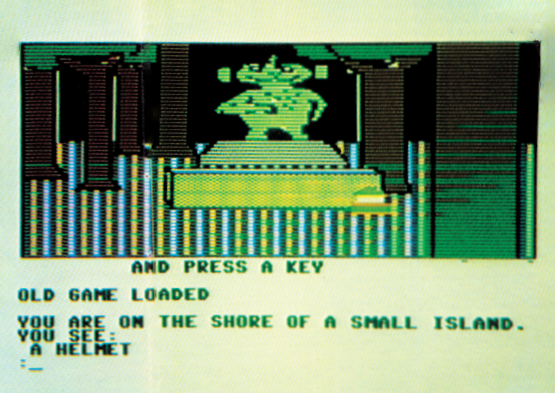 AND PRESS A KEY
OLD GAME LOADED
YOU ARE ON THE SHORE OF A SMALL ISLAND.
YOU SEE:
A HELMET
:_